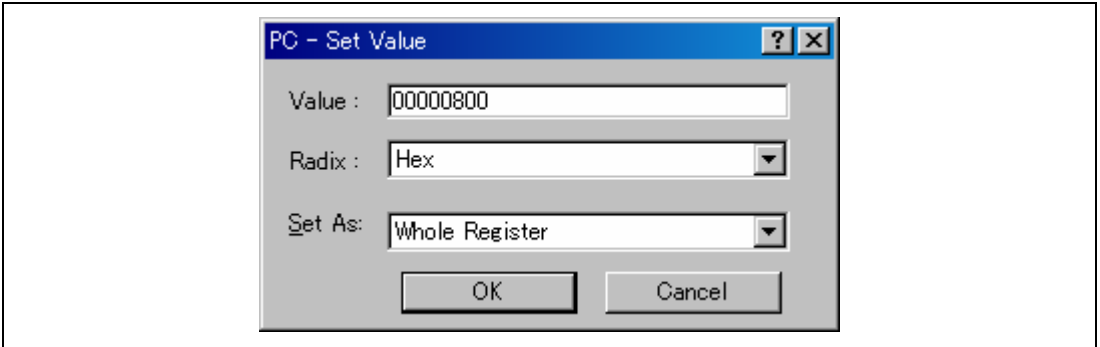 PC - Set Value
Value : 00000800
Radix : Hex
Set As: Whole Register
OK Cancel